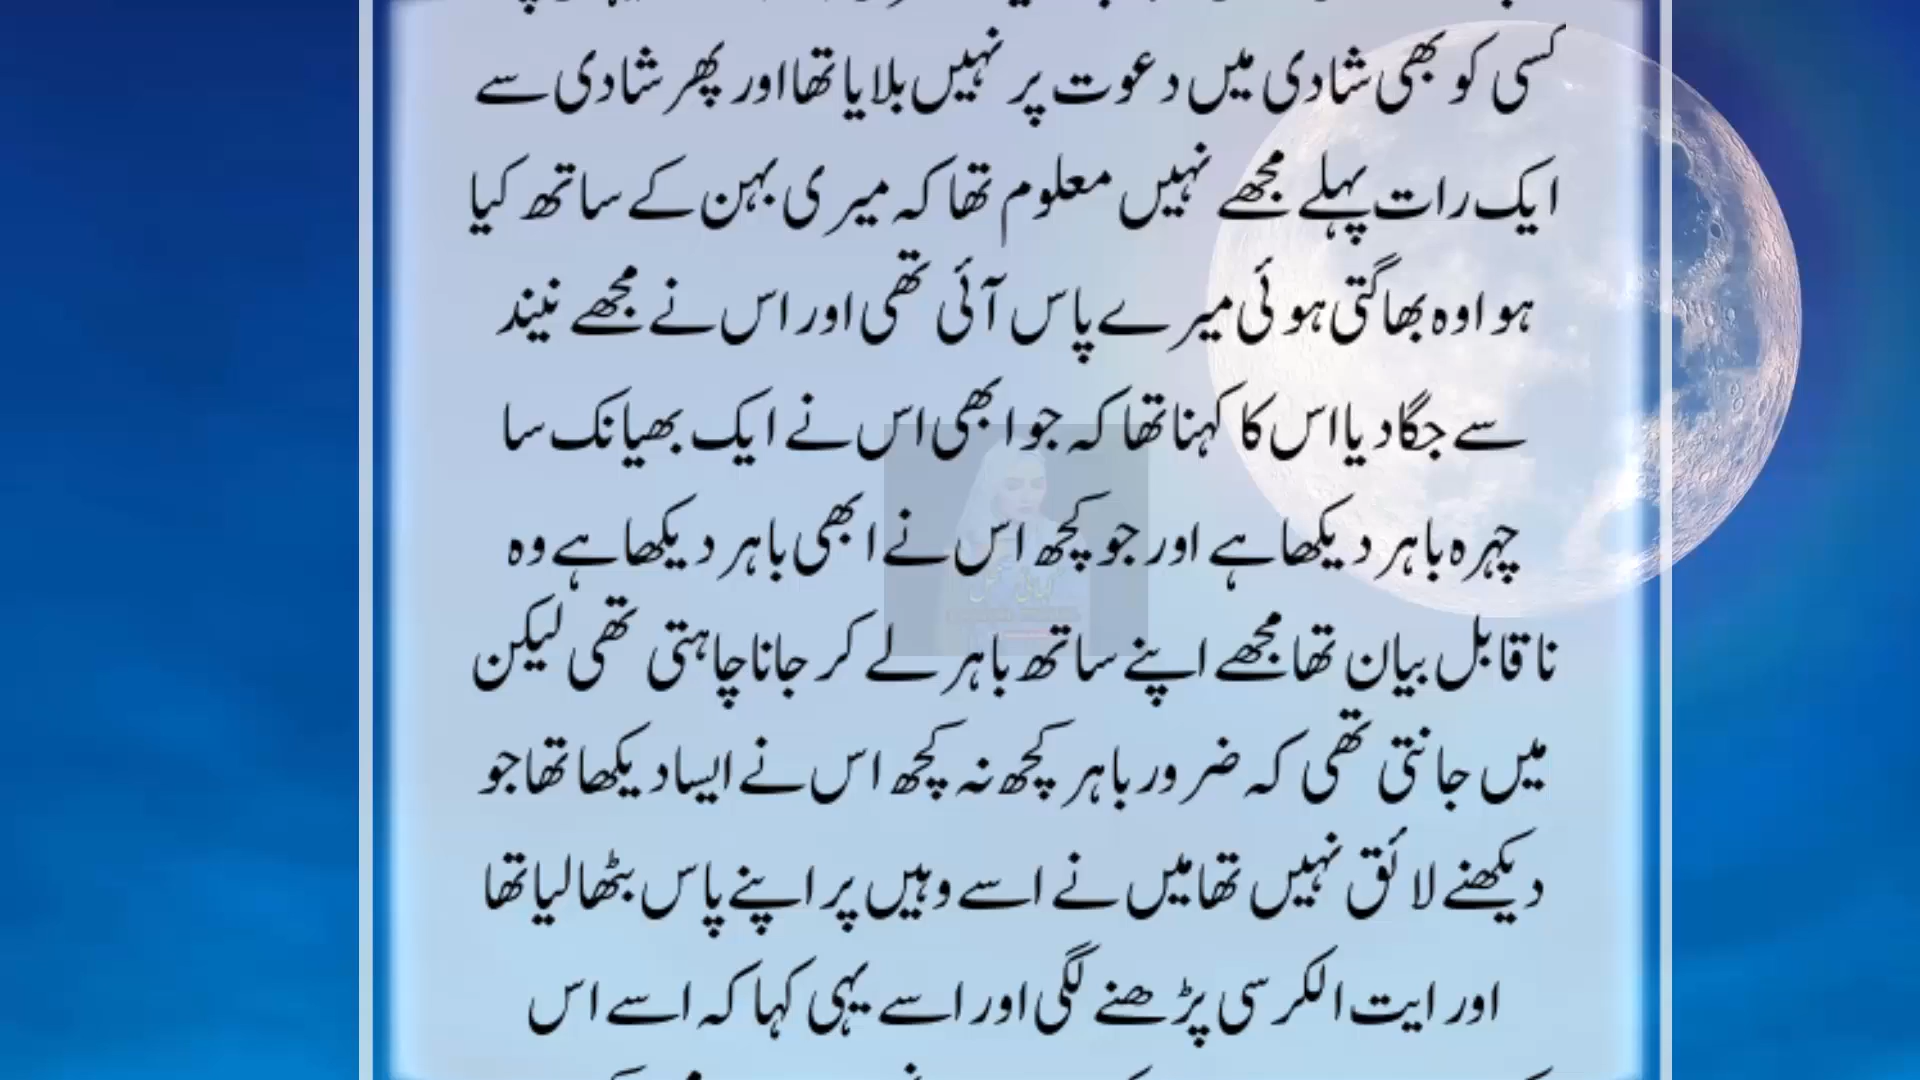 کسی کو بھی شادی میں دعوت پر نہیں بلایا تھا اور پھر شادی سے
ایک رات پہلے مجھے نہیں معلوم تھا کہ میری بہن کے ساتھ کیا
ہوا وہ بھاگتی ہوئی میرے پاس آئی تھی اور اس نے مجھے نیند
سے جگا دیا اس کا کہنا تھا کہ جو ابھی اس نے ایک بھیانک سا
چہرہ باہر دیکھا ہے اور جو کچھ اس نے ابھی باہر دیکھا ہے وہ
نا قابل بیان تھا مجھے اپنے ساتھ باہر لے کر جانا چاہتی تھی لیکن
میں جانتی تھی کہ ضرور باہر کچھ نہ کچھ اس نے ایسا دیکھا تھا جو
دیکھنے لائق نہیں تھا میں نے اسے وہیں پر اپنے پاس بٹھا لیا تھا
اور ایت الکرسی پڑھنے لگی اور اسے یہی کہا کہ اسے اس